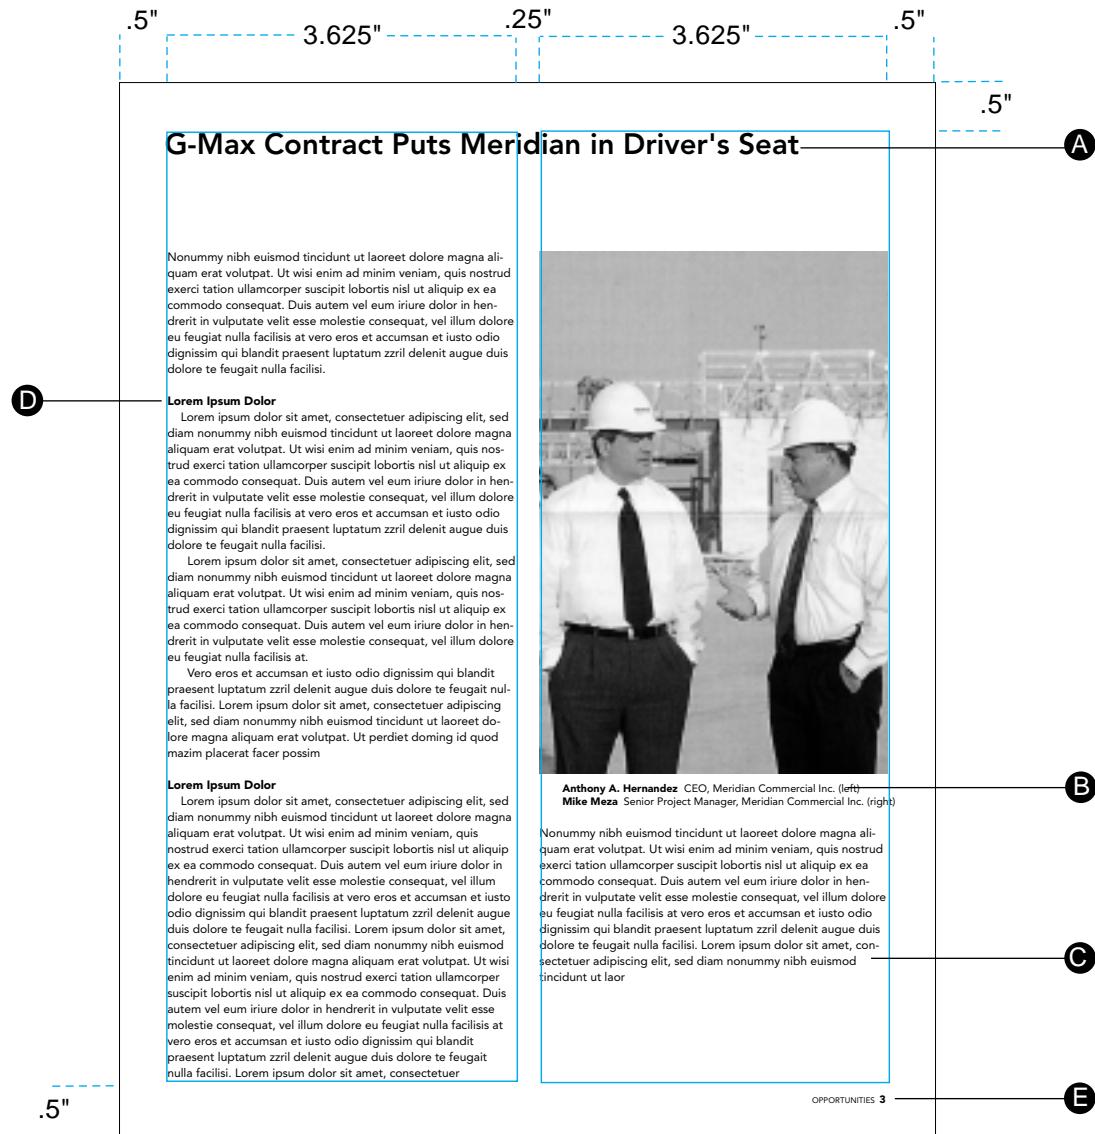 .5" 3.625" .25" 3.625" .5"
.5"
G-Max Contract Puts Meridian in Driver's Seat
A
Nonummy nibh euismod tincidunt ut laoreet dolore magna ali-
quam erat volutpat. Ut wisi enim ad minim veniam, quis nostrud
exerci tation ullamcorper suscipit lobortis nisl ut aliquip ex ea
commodo consequat. Duis autem vel eum iriure dolor in hen-
drerit in vulputate velit esse molestie consequat, vel illum dolore
eu feugiat nulla facilisis at vero eros et accumsan et iusto odio
dignissim qui blandit praesent luptatum zzril delenit augue duis
dolore te feugait nulla facilisi.
D
Lorem Ipsum Dolor
Lorem ipsum dolor sit amet, consectetuer adipiscing elit, sed
diam nonummy nibh euismod tincidunt ut laoreet dolore magna
aliquam erat volutpat. Ut wisi enim ad minim veniam, quis nos-
trud exerci tation ullamcorper suscipit lobortis nisl ut aliquip ex
ea commodo consequat. Duis autem vel eum iriure dolor in hen-
drerit in vulputate velit esse molestie consequat, vel illum dolore
eu feugiat nulla facilisis at vero eros et accumsan et iusto odio
dignissim qui blandit praesent luptatum zzril delenit augue duis
dolore te feugait nulla facilisi.
Lorem ipsum dolor sit amet, consectetuer adipiscing elit, sed
diam nonummy nibh euismod tincidunt ut laoreet dolore magna
aliquam erat volutpat. Ut wisi enim ad minim veniam, quis nos-
trud exerci tation ullamcorper suscipit lobortis nisl ut aliquip ex
ea commodo consequat. Duis autem vel eum iriure dolor in hen-
drerit in vulputate velit esse molestie consequat, vel illum dolore
eu feugiat nulla facilisis at.
Vero eros et accumsan et iusto odio dignissim qui blandit
praesent luptatum zzril delenit augue duis dolore te feugait nul-
la facilisi. Lorem ipsum dolor sit amet, consectetuer adipiscing
elit, sed diam nonummy nibh euismod tincidunt ut laoreet do-
lore magna aliquam erat volutpat. Ut perdiet doming id quod
mazim placerat facer possim
Lorem Ipsum Dolor
Lorem ipsum dolor sit amet, consectetuer adipiscing elit, sed
diam nonummy nibh euismod tincidunt ut laoreet dolore magna
aliquam erat volutpat. Ut wisi enim ad minim veniam, quis
nostrud exerci tation ullamcorper suscipit lobortis nisl ut aliquip
ex ea commodo consequat. Duis autem vel eum iriure dolor in
hendrerit in vulputate velit esse molestie consequat, vel illum
dolore eu feugiat nulla facilisis at vero eros et accumsan et iusto
odio dignissim qui blandit praesent luptatum zzril delenit augue
duis dolore te feugait nulla facilisi. Lorem ipsum dolor sit amet,
consectetuer adipiscing elit, sed diam nonummy nibh euismod
tincidunt ut laoreet dolore magna aliquam erat volutpat. Ut wisi
enim ad minim veniam, quis nostrud exerci tation ullamcorper
suscipit lobortis nisl ut aliquip ex ea commodo consequat. Duis
autem vel eum iriure dolor in hendrerit in vulputate velit esse
molestie consequat, vel illum dolore eu feugiat nulla facilisis at
vero eros et accumsan et iusto odio dignissim qui blandit
praesent luptatum zzril delenit augue duis dolore te feugait
nulla facilisi. Lorem ipsum dolor sit amet, consectetuer
Anthony A. Hernandez CEO, Meridian Commercial Inc. (left)
Mike Meza Senior Project Manager, Meridian Commercial Inc. (right)
B
Nonummy nibh euismod tincidunt ut laoreet dolore magna ali-
quam erat volutpat. Ut wisi enim ad minim veniam, quis nostrud
exerci tation ullamcorper suscipit lobortis nisl ut aliquip ex ea
commodo consequat. Duis autem vel eum iriure dolor in hen-
drerit in vulputate velit esse molestie consequat, vel illum dolore
eu feugiat nulla facilisis at vero eros et accumsan et iusto odio
dignissim qui blandit praesent luptatum zzril delenit augue duis
dolore te feugait nulla facilisi. Lorem ipsum dolor sit amet, con-
sectetuer adipiscing elit, sed diam nonummy nibh euismod
tincidunt ut laor
C
OPPORTUNITIES 3
E
.5"